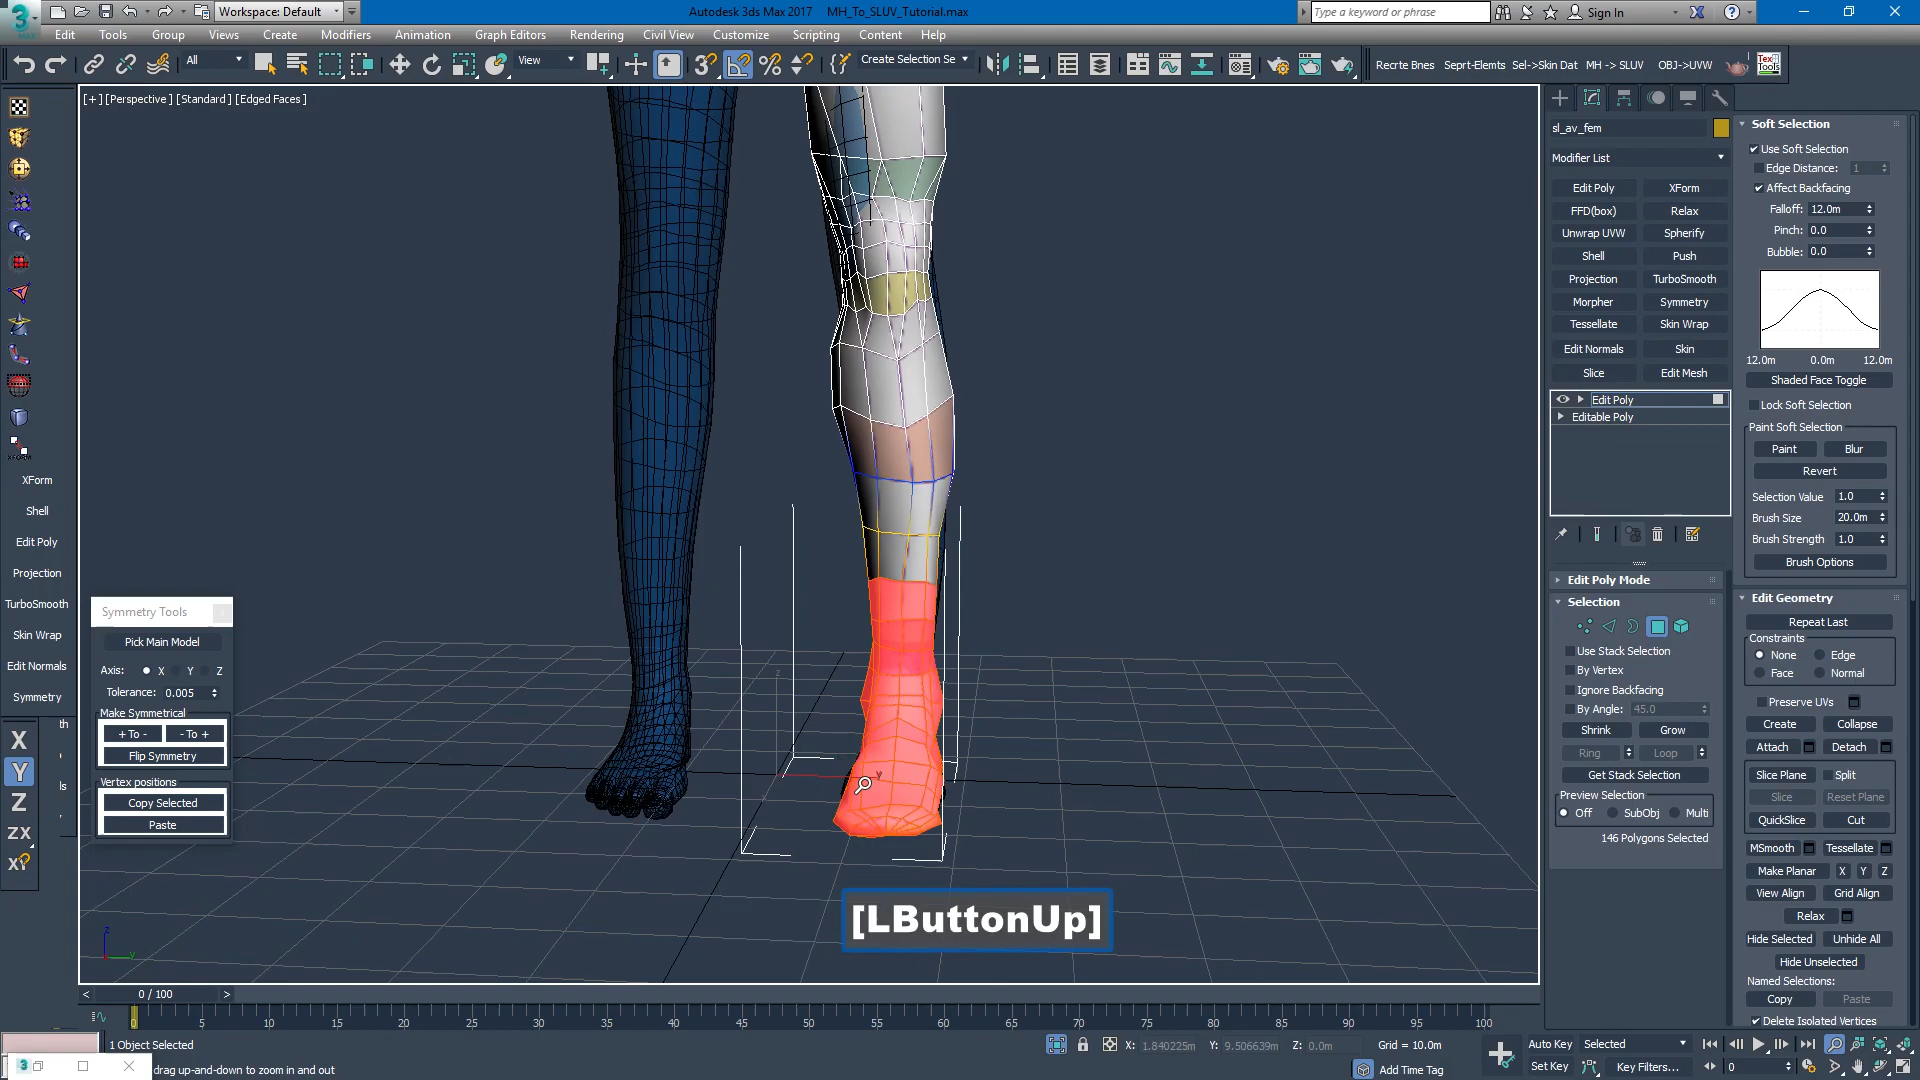 Workspace: Default
Autodesk 3ds Max 2017    MH_To_SLUV_Tutorial.max
Type a keyword or phrase
Sign In
Edit Tools Group Views Create Modifiers Animation Graph Editors Rendering Civil View Customize Scripting Content Help
All
View
Create Selection Se
Recrte Bnes Seprt-Elemts Sel->Skin Dat MH -> SLUV OBJ->UVW
[+] [Perspective] [Standard] [Edged Faces]
sl_av_fem
Modifier List
Edit Poly XForm
FFD(box) Relax
Unwrap UVW Spherify
Shell Push
Projection TurboSmooth
Morpher Symmetry
Tessellate Skin Wrap
Edit Normals Skin
Slice Edit Mesh
Edit Poly
Editable Poly
Edit Poly Mode
Selection
Use Stack Selection
By Vertex
Ignore Backfacing
By Angle: 45.0
Shrink Grow
Ring Loop
Get Stack Selection
Preview Selection
Off SubObj Multi
146 Polygons Selected
Soft Selection
Use Soft Selection
Edge Distance: 1
Affect Backfacing
Falloff: 12.0m
Pinch: 0.0
Bubble: 0.0
12.0m 0.0m 12.0m
Shaded Face Toggle
Lock Soft Selection
Paint Soft Selection
Paint Blur
Revert
Selection Value 1.0
Brush Size 20.0m
Brush Strength 1.0
Brush Options
Edit Geometry
Repeat Last
Constraints
None Edge
Face Normal
Preserve UVs
Create Collapse
Attach Detach
Slice Plane Split
Slice Reset Plane
QuickSlice Cut
MSmooth Tessellate
Make Planar X Y Z
View Align Grid Align
Relax
Hide Selected Unhide All
Hide Unselected
Named Selections:
Copy Paste
Delete Isolated Vertices
XForm
Shell
Edit Poly
Projection
TurboSmooth
Skin Wrap
Edit Normals
Symmetry
X
Y
Z
ZX
XY
Symmetry Tools
Pick Main Model
Axis: X Y Z
Tolerance: 0.005
Make Symmetrical
+ To - - To +
Flip Symmetry
Vertex positions
Copy Selected
Paste
[LButtonUp]
< 0 / 100 >
0 5 10 15 20 25 30 35 40 45 50 55 60 65 70 75 80 85 90 95 100
1 Object Selected
drag up-and-down to zoom in and out
X: 1.840225m Y: 9.506639m Z: 0.0m Grid = 10.0m
Add Time Tag
Auto Key Selected
Set Key Key Filters...
0